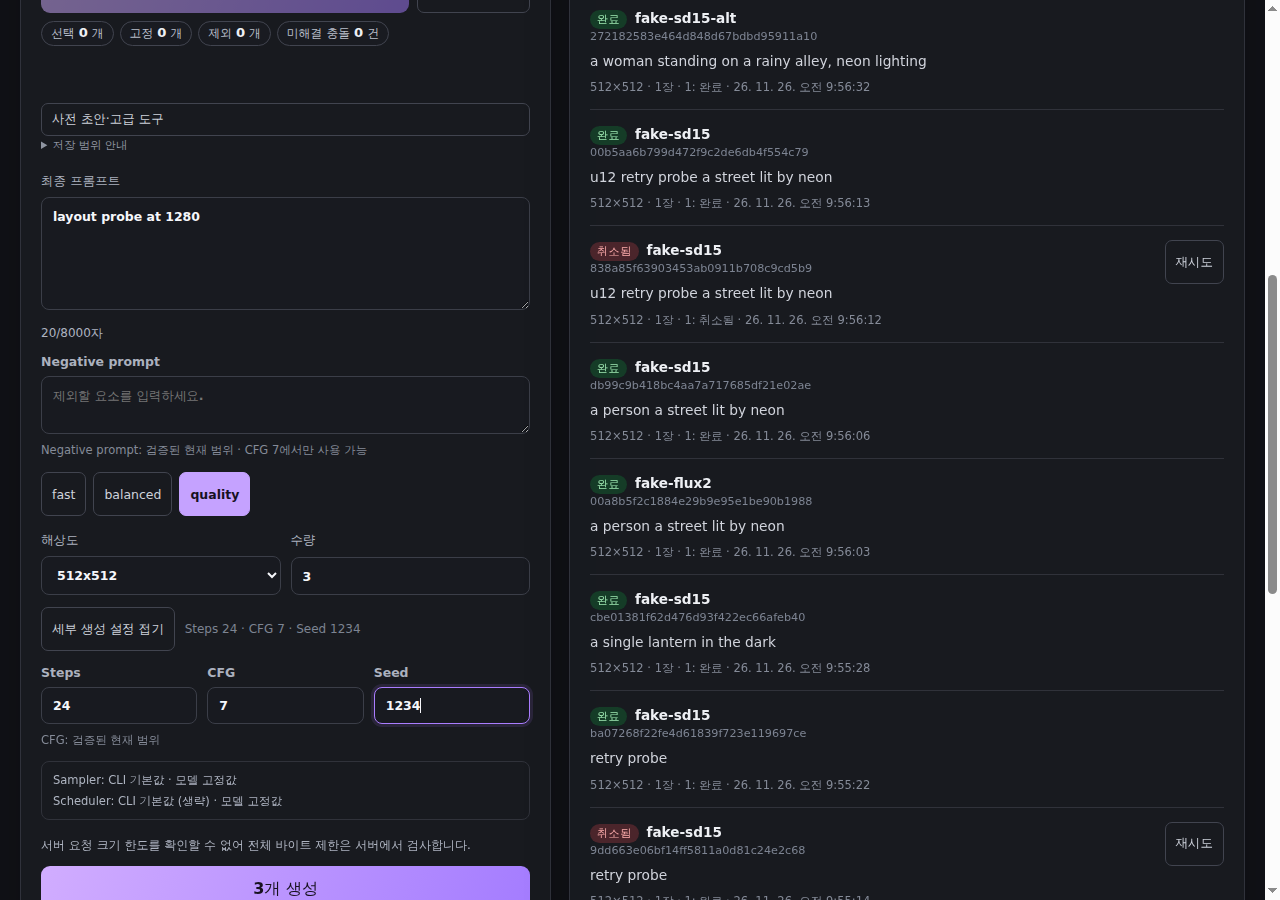 선택 0 개 고정 0 개 제외 0 개 미해결 충돌 0 건
사전 초안·고급 도구
▶ 저장 범위 안내
최종 프롬프트
layout probe at 1280
20/8000자
Negative prompt
제외할 요소를 입력하세요.
Negative prompt: 검증된 현재 범위 · CFG 7에서만 사용 가능
fast balanced quality
해상도 수량
512x512 3
세부 생성 설정 접기 Steps 24 · CFG 7 · Seed 1234
Steps CFG Seed
24 7 1234
CFG: 검증된 현재 범위
Sampler: CLI 기본값 · 모델 고정값
Scheduler: CLI 기본값 (생략) · 모델 고정값
서버 요청 크기 한도를 확인할 수 없어 전체 바이트 제한은 서버에서 검사합니다.
3개 생성
완료 fake-sd15-alt
272182583e464d848d67bdbd95911a10
a woman standing on a rainy alley, neon lighting
512×512 · 1장 · 1: 완료 · 26. 11. 26. 오전 9:56:32
완료 fake-sd15
00b5aa6b799d472f9c2de6db4f554c79
u12 retry probe a street lit by neon
512×512 · 1장 · 1: 완료 · 26. 11. 26. 오전 9:56:13
취소됨 fake-sd15
838a85f63903453ab0911b708c9cd5b9
재시도
u12 retry probe a street lit by neon
512×512 · 1장 · 1: 취소됨 · 26. 11. 26. 오전 9:56:12
완료 fake-sd15
db99c9b418bc4aa7a717685df21e02ae
a person a street lit by neon
512×512 · 1장 · 1: 완료 · 26. 11. 26. 오전 9:56:06
완료 fake-flux2
00a8b5f2c1884e29b9e95e1be90b1988
a person a street lit by neon
512×512 · 1장 · 1: 완료 · 26. 11. 26. 오전 9:56:03
완료 fake-sd15
cbe01381f62d476d93f422ec66afeb40
a single lantern in the dark
512×512 · 1장 · 1: 완료 · 26. 11. 26. 오전 9:55:28
완료 fake-sd15
ba07268f22fe4d61839f723e119697ce
retry probe
512×512 · 1장 · 1: 완료 · 26. 11. 26. 오전 9:55:22
취소됨 fake-sd15
9dd663e06bf14ff5811a0d81c24e2c68
재시도
retry probe
512×512 · 1장 · 1: 취소됨 · 26. 11. 26. 오전 9:55:14